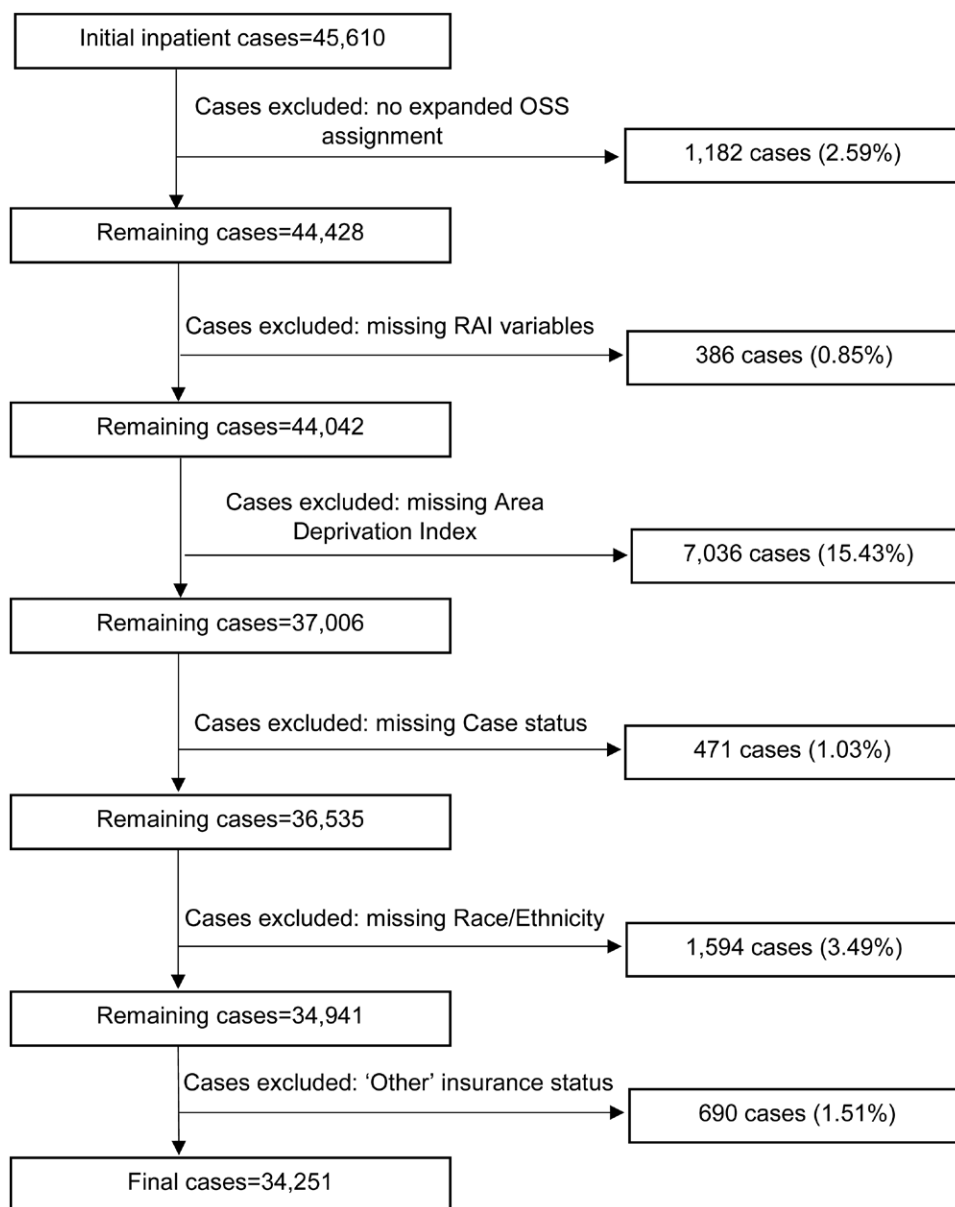 Initial inpatient cases=45,610
Cases excluded: no expanded OSS
assignment
1,182 cases (2.59%)
Remaining cases=44,428
Cases excluded: missing RAI variables
386 cases (0.85%)
Remaining cases=44,042
Cases excluded: missing Area
Deprivation Index
7,036 cases (15.43%)
Remaining cases=37,006
Cases excluded: missing Case status
471 cases (1.03%)
Remaining cases=36,535
Cases excluded: missing Race/Ethnicity
1,594 cases (3.49%)
Remaining cases=34,941
Cases excluded: ‘Other’ insurance status
690 cases (1.51%)
Final cases=34,251